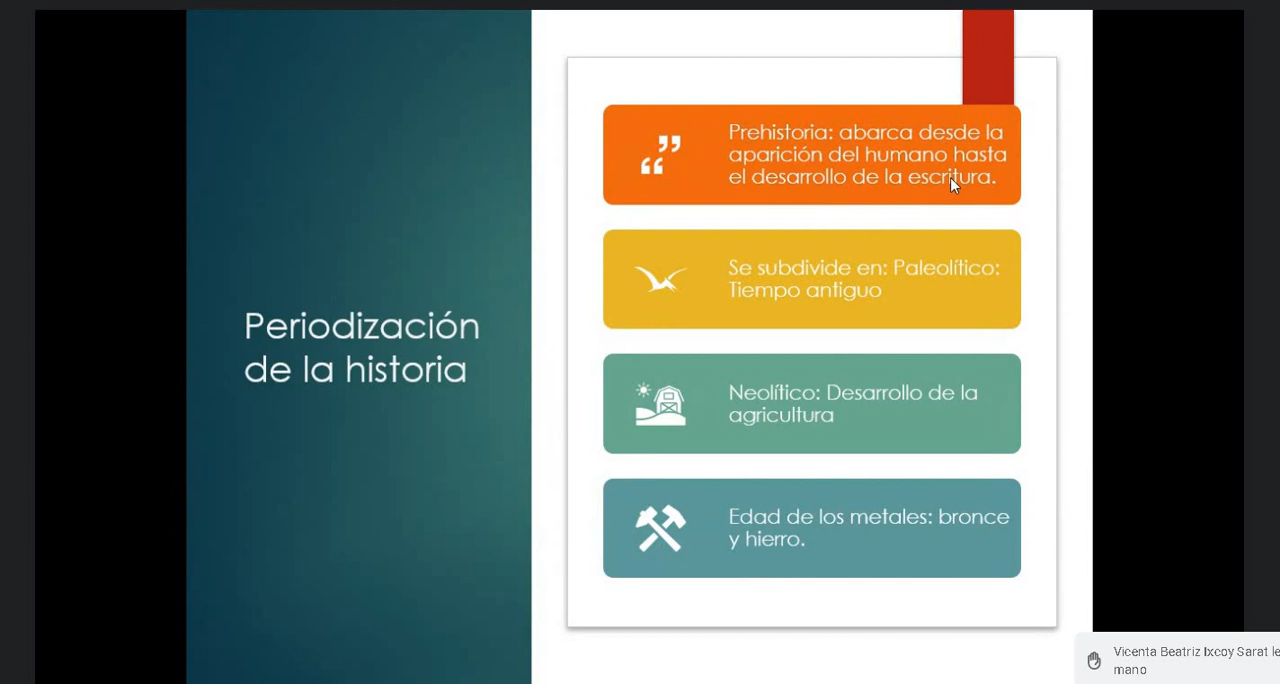 Periodización
de la historia
Prehistoria: abarca desde la
aparición del humano hasta
el desarrollo de la escritura.
Se subdivide en: Paleolítico:
Tiempo antiguo
Neolítico: Desarrollo de la
agricultura
Edad de los metales: bronce
y hierro.
Vicenta Beatriz Ixcoy Sarat le
mano